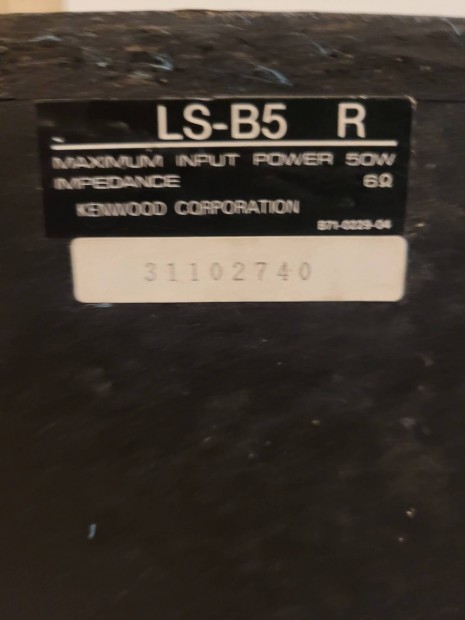 LS-B5 R
MAXIMUM INPUT POWER 50W
IMPEDANCE 6Ω
KENWOOD CORPORATION
B71-0229-04
31102740